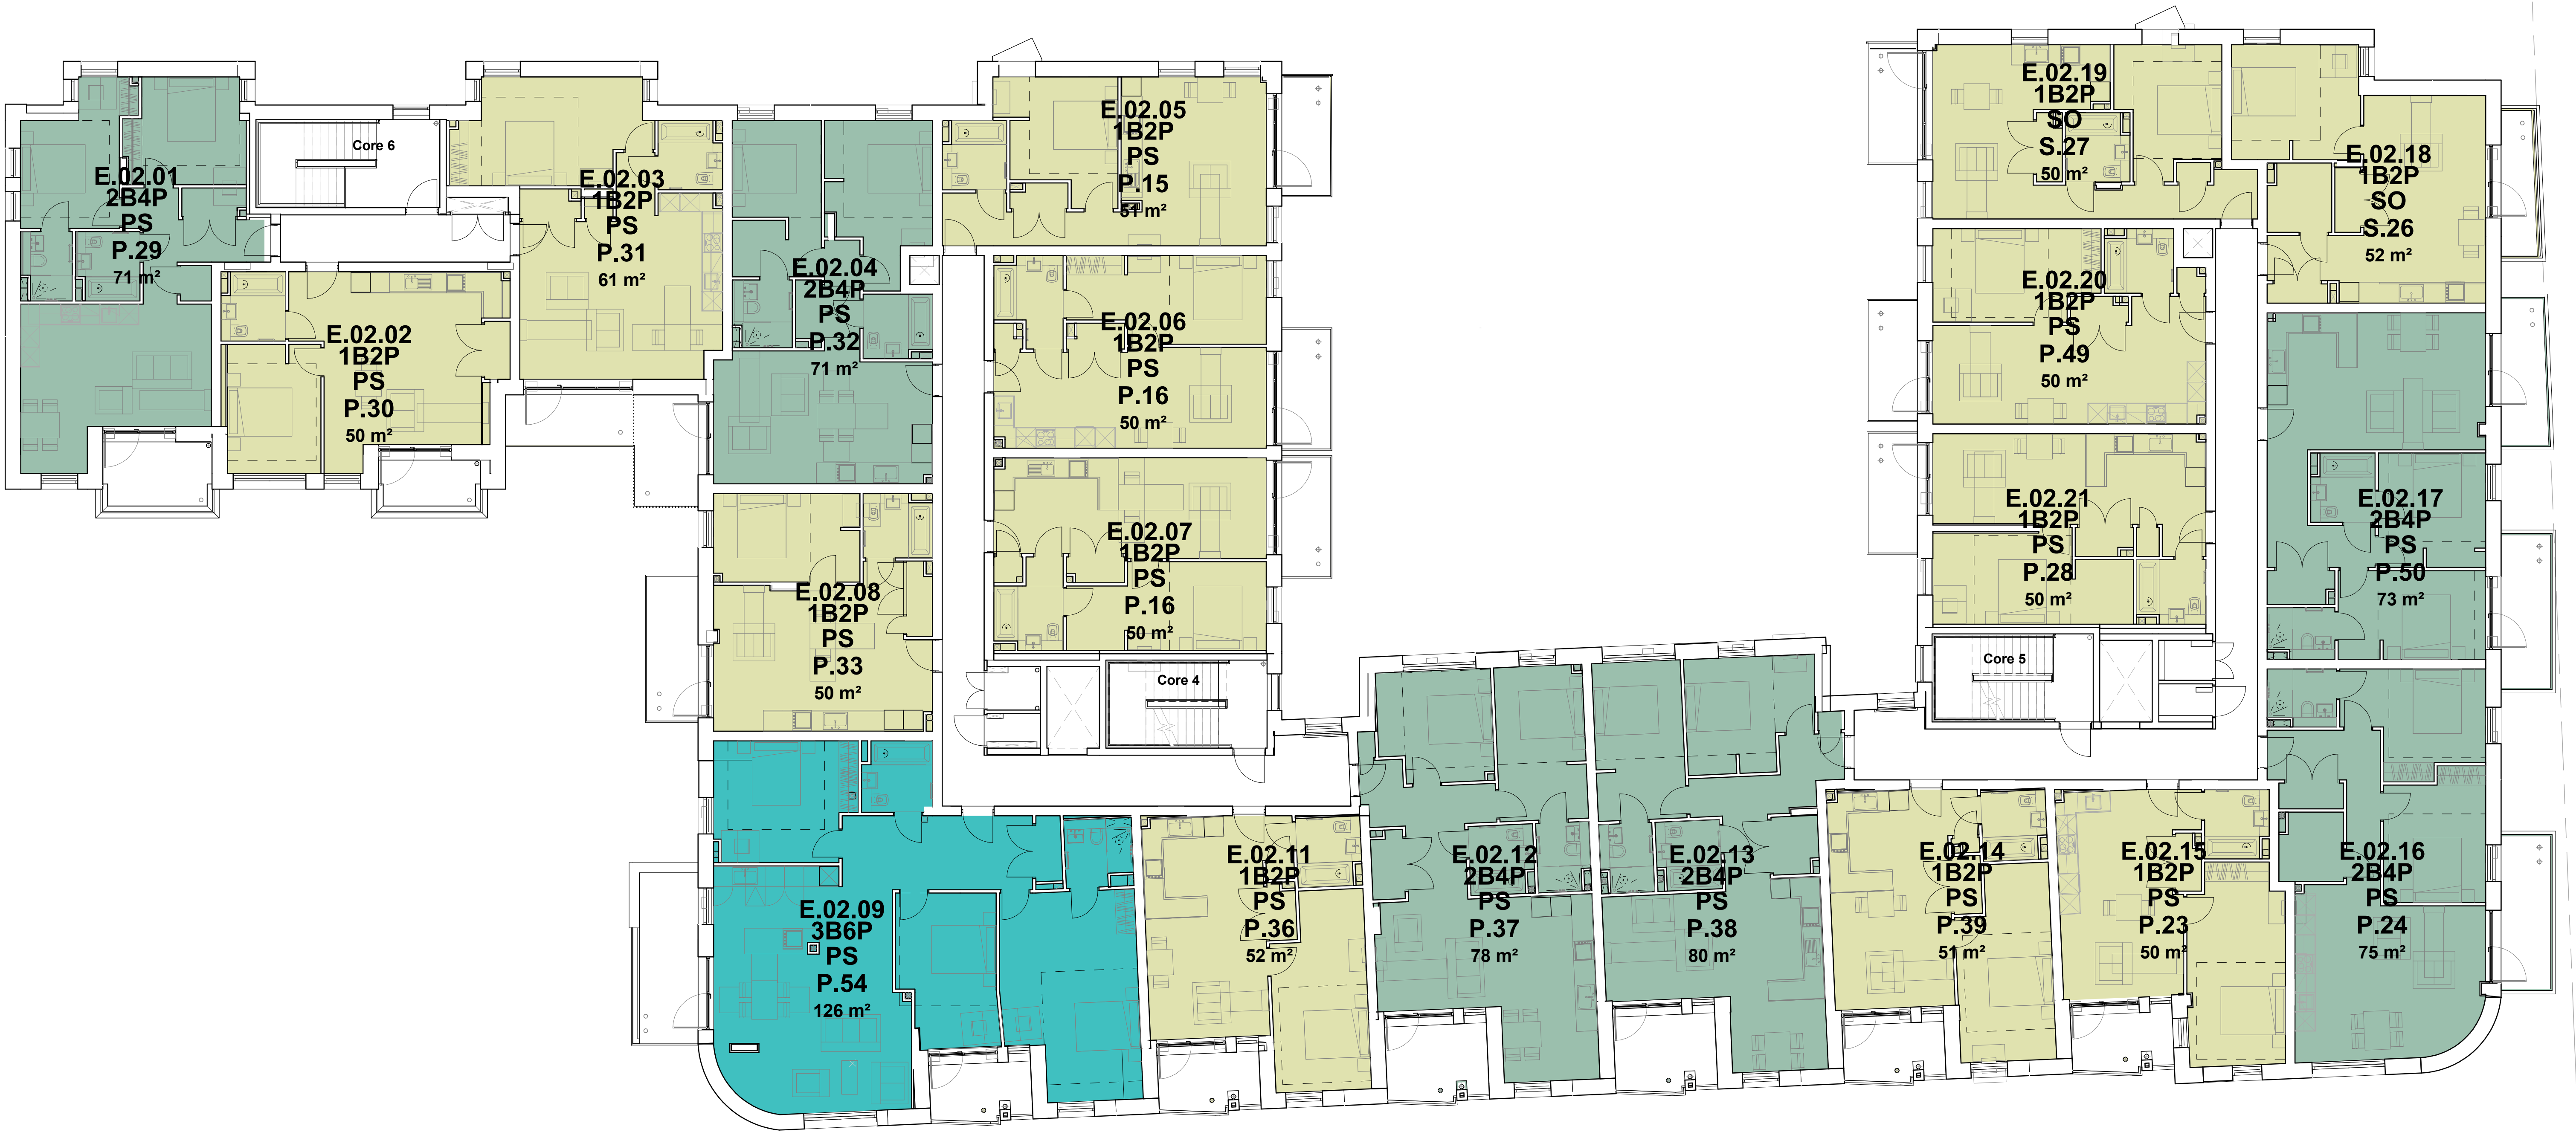 E.02.01
2B4P
PS
P.29
71 m²
Core 6
E.02.02
1B2P
PS
P.30
50 m²
E.02.03
1B2P
PS
P.31
61 m²
E.02.04
2B4P
PS
P.32
71 m²
E.02.05
1B2P
PS
P.15
51 m²
E.02.06
1B2P
PS
P.16
50 m²
E.02.07
1B2P
PS
P.16
50 m²
E.02.08
1B2P
PS
P.33
50 m²
Core 4
E.02.09
3B6P
PS
P.54
126 m²
E.02.11
1B2P
PS
P.36
52 m²
E.02.12
2B4P
PS
P.37
78 m²
E.02.13
2B4P
PS
P.38
80 m²
E.02.14
1B2P
PS
P.39
51 m²
E.02.15
1B2P
PS
P.23
50 m²
E.02.16
2B4P
PS
P.24
75 m²
E.02.17
2B4P
PS
P.50
73 m²
E.02.18
1B2P
SO
S.26
52 m²
E.02.19
1B2P
SO
S.27
50 m²
E.02.20
1B2P
PS
P.49
50 m²
E.02.21
1B2P
PS
P.28
50 m²
Core 5